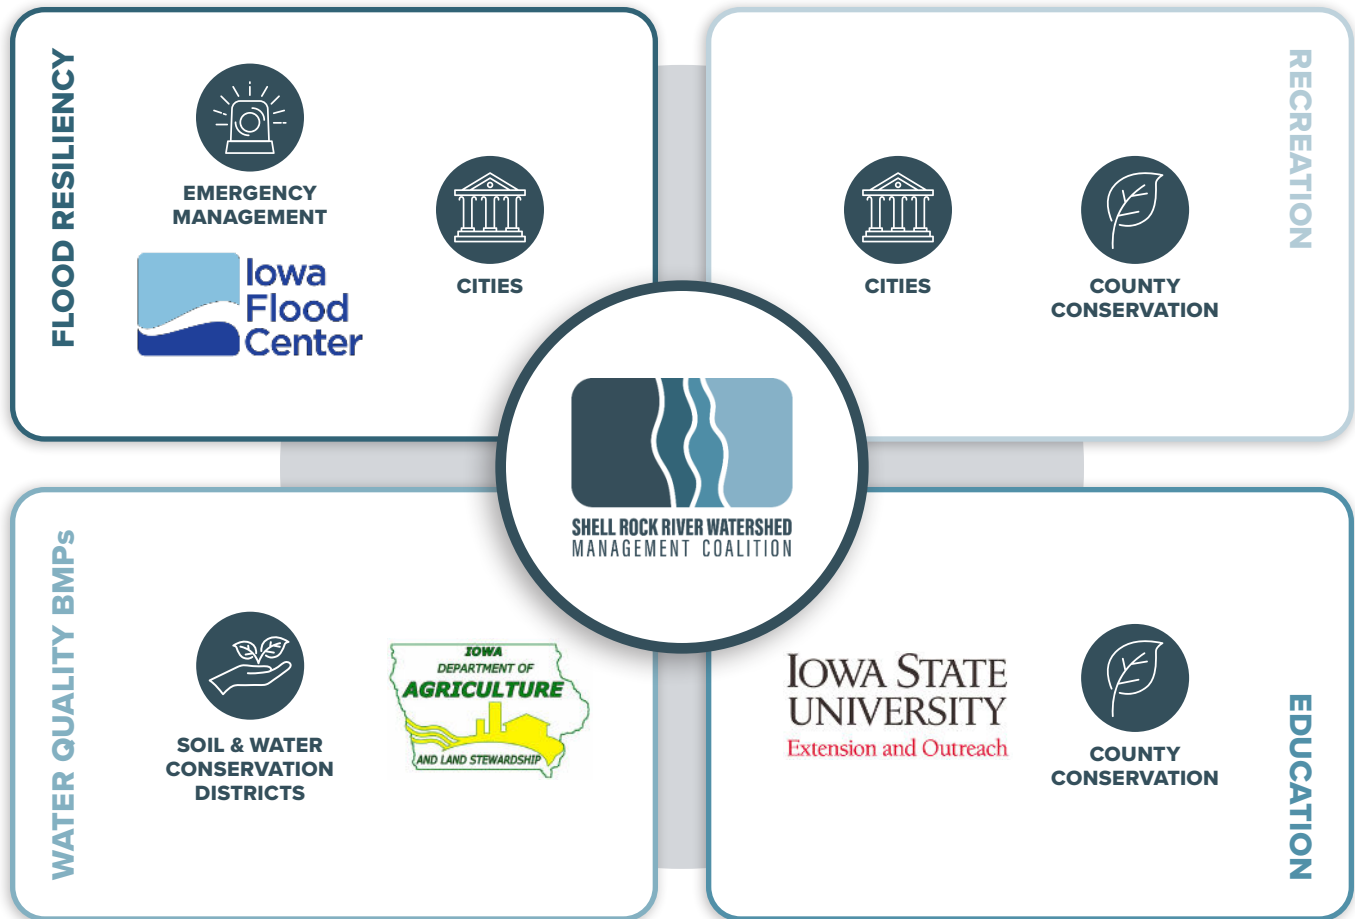 FLOOD RESILIENCY
EMERGENCY
MANAGEMENT
Iowa
Flood
Center
CITIES
RECREATION
CITIES
COUNTY
CONSERVATION
SHELL ROCK RIVER WATERSHED
MANAGEMENT COALITION
WATER QUALITY BMPs
SOIL & WATER
CONSERVATION
DISTRICTS
IOWA
DEPARTMENT OF
AGRICULTURE
AND LAND STEWARDSHIP
IOWA STATE
UNIVERSITY
Extension and Outreach
COUNTY
CONSERVATION
EDUCATION